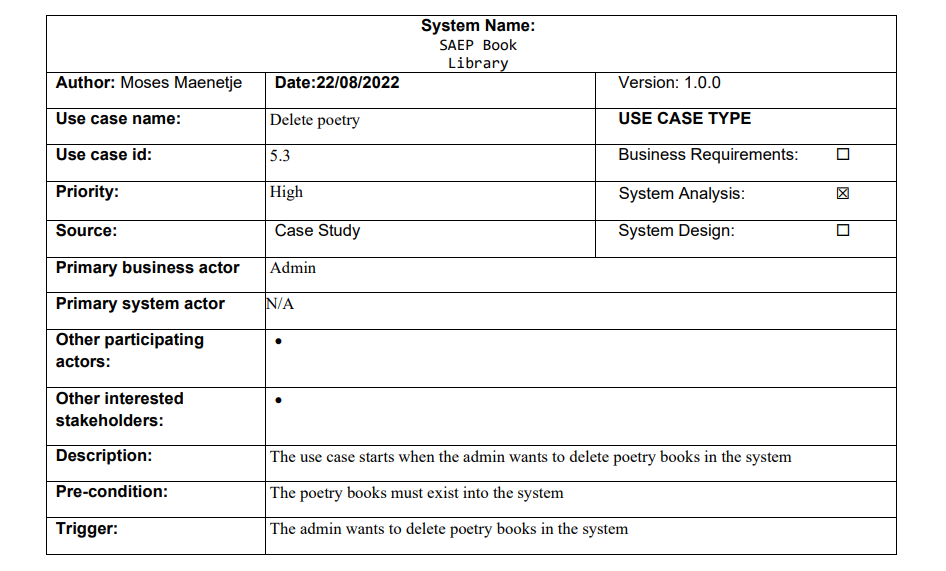 System Name:
SAEP Book
Library
Author: Moses Maenetje Date:22/08/2022 Version: 1.0.0
Use case name: Delete poetry USE CASE TYPE
Use case id: 5.3 Business Requirements: ☐
Priority: High System Analysis: ☒
Source: Case Study System Design: ☐
Primary business actor Admin
Primary system actor N/A
Other participating •
actors:
Other interested •
stakeholders:
Description: The use case starts when the admin wants to delete poetry books in the system
Pre-condition: The poetry books must exist into the system
Trigger: The admin wants to delete poetry books in the system